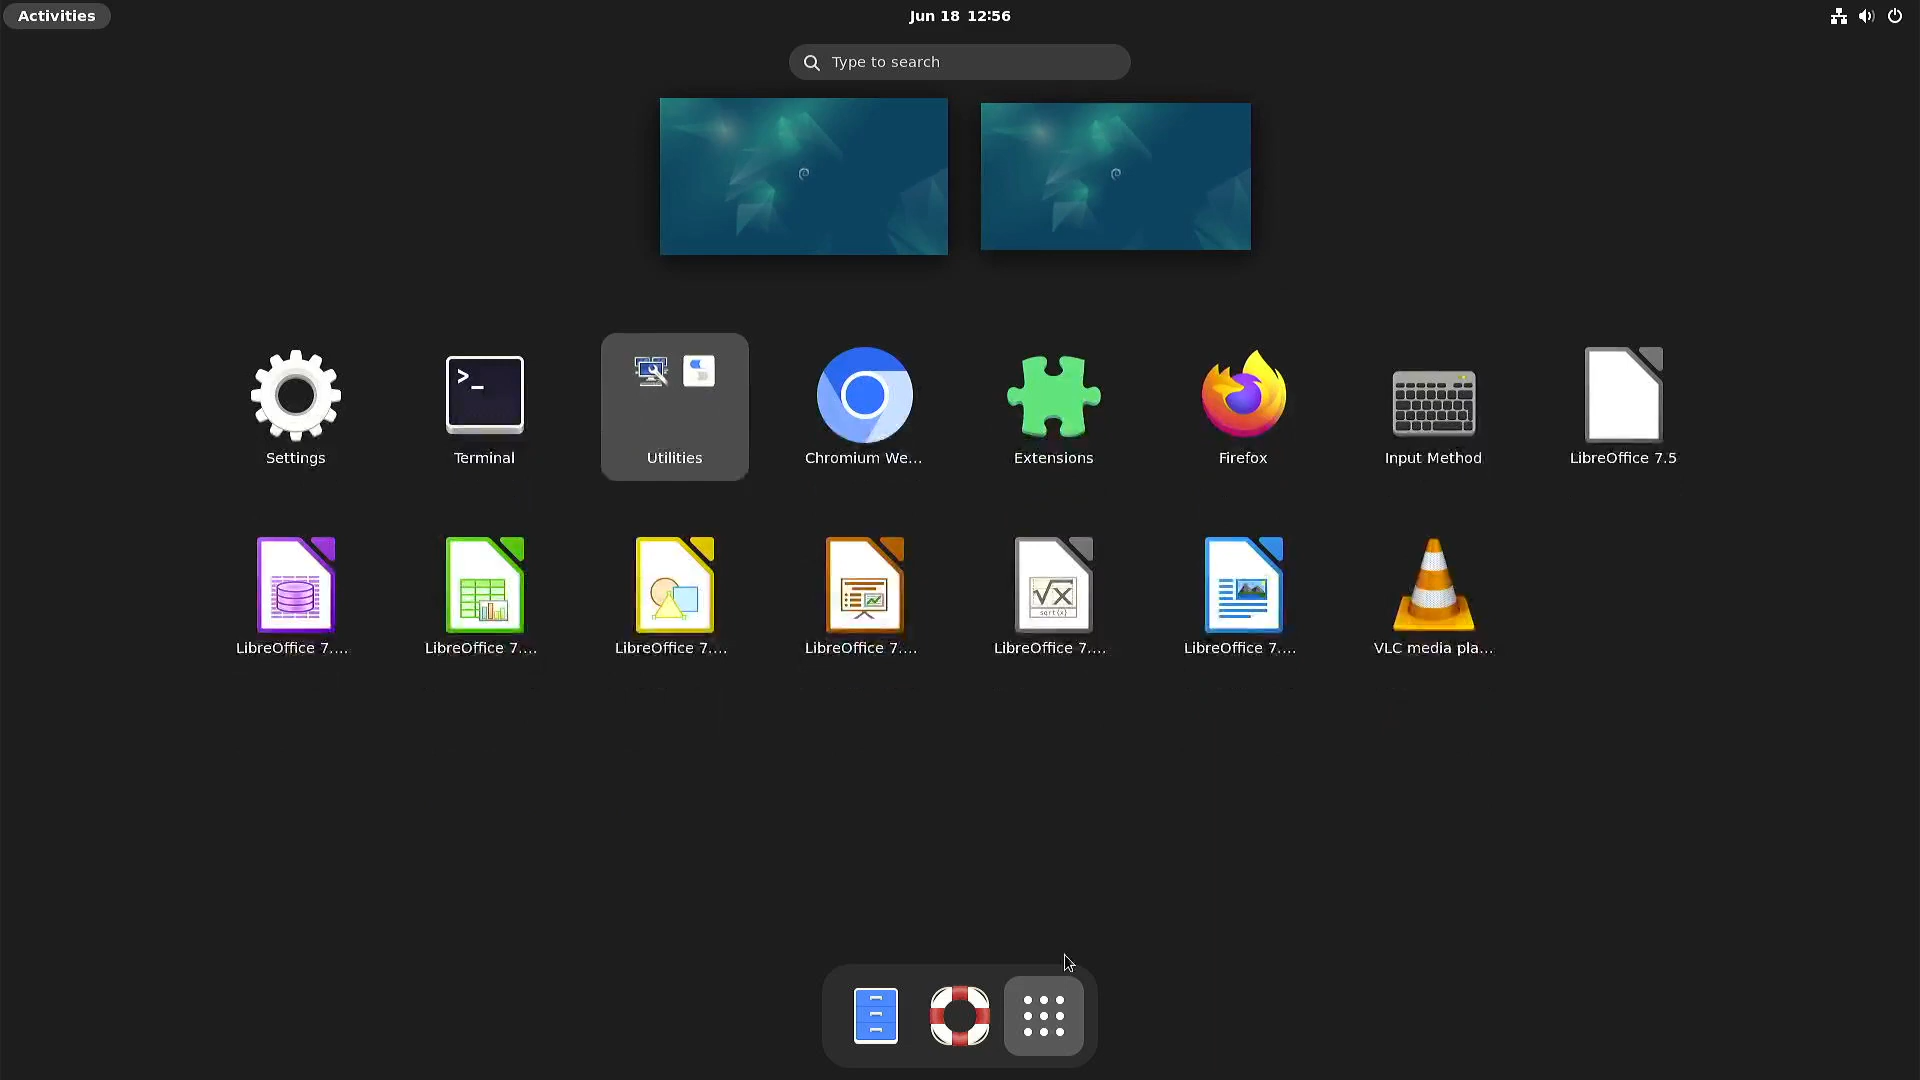 Activities
Jun 18 12:56
Type to search
>_
Settings
Terminal
Utilities
Chromium We...
Extensions
Firefox
Input Method
LibreOffice 7.5
√x
sqrt{x}
LibreOffice 7....
LibreOffice 7....
LibreOffice 7....
LibreOffice 7....
LibreOffice 7....
LibreOffice 7....
VLC media pla...